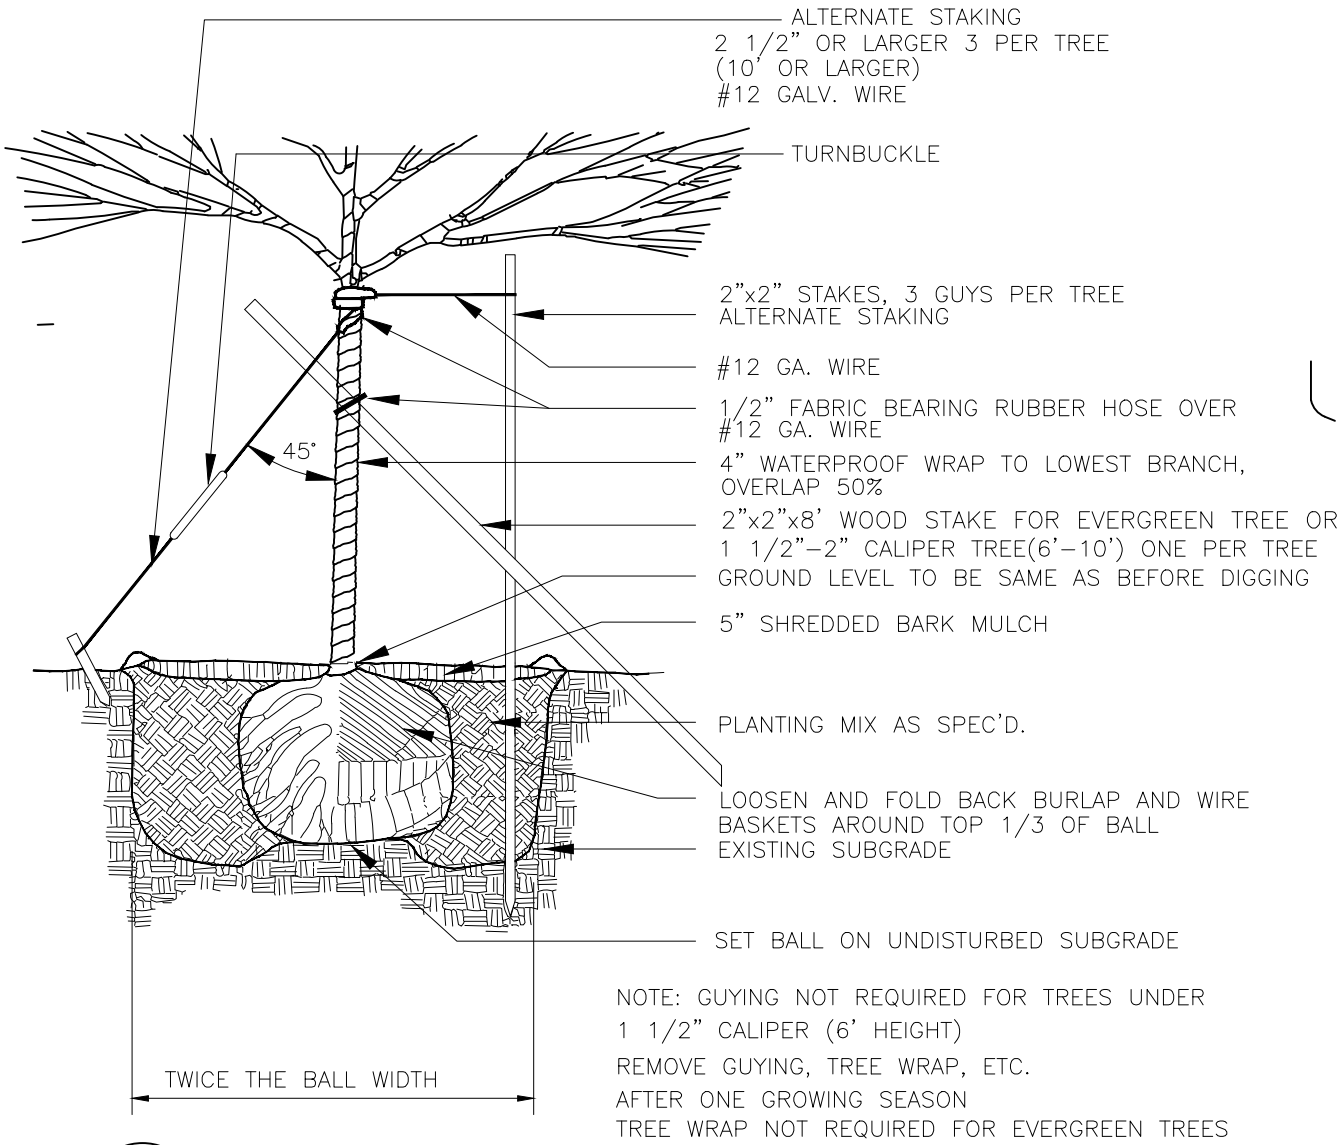 ALTERNATE STAKING
2 1/2" OR LARGER 3 PER TREE
(10' OR LARGER)
#12 GALV. WIRE
TURNBUCKLE
2"x2" STAKES, 3 GUYS PER TREE
ALTERNATE STAKING
#12 GA. WIRE
1/2" FABRIC BEARING RUBBER HOSE OVER
#12 GA. WIRE
45°
4" WATERPROOF WRAP TO LOWEST BRANCH,
OVERLAP 50%
2"x2"x8' WOOD STAKE FOR EVERGREEN TREE OR
1 1/2"-2" CALIPER TREE(6'-10') ONE PER TREE
GROUND LEVEL TO BE SAME AS BEFORE DIGGING
5" SHREDDED BARK MULCH
PLANTING MIX AS SPEC'D.
LOOSEN AND FOLD BACK BURLAP AND WIRE
BASKETS AROUND TOP 1/3 OF BALL
EXISTING SUBGRADE
SET BALL ON UNDISTURBED SUBGRADE
NOTE: GUYING NOT REQUIRED FOR TREES UNDER
1 1/2" CALIPER (6' HEIGHT)
REMOVE GUYING, TREE WRAP, ETC.
AFTER ONE GROWING SEASON
TREE WRAP NOT REQUIRED FOR EVERGREEN TREES
TWICE THE BALL WIDTH